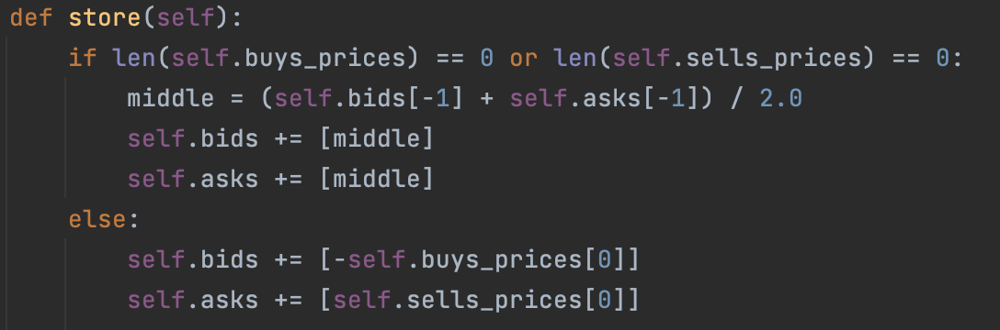 def store(self):
    if len(self.buys_prices) == 0 or len(self.sells_prices) == 0:
        middle = (self.bids[-1] + self.asks[-1]) / 2.0
        self.bids += [middle]
        self.asks += [middle]
    else:
        self.bids += [-self.buys_prices[0]]
        self.asks += [self.sells_prices[0]]